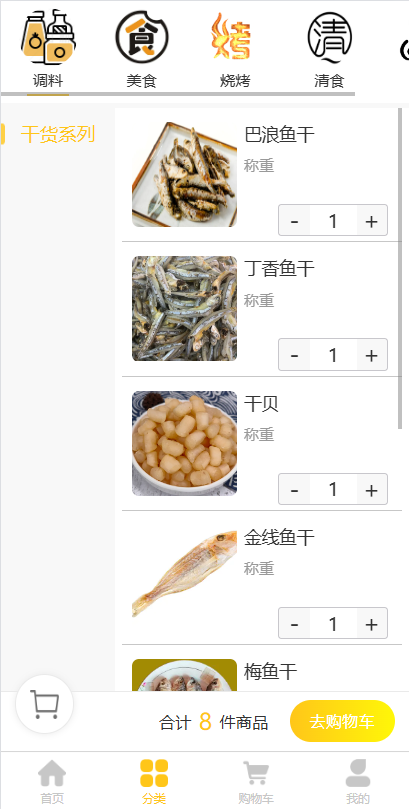 食
烤
清
调料
美食
烧烤
清食
干货系列
巴浪鱼干
称重
- 1 +
丁香鱼干
称重
- 1 +
干贝
称重
- 1 +
金线鱼干
称重
- 1 +
梅鱼干
合计 8 件商品
去购物车
首页
分类
购物车
我的